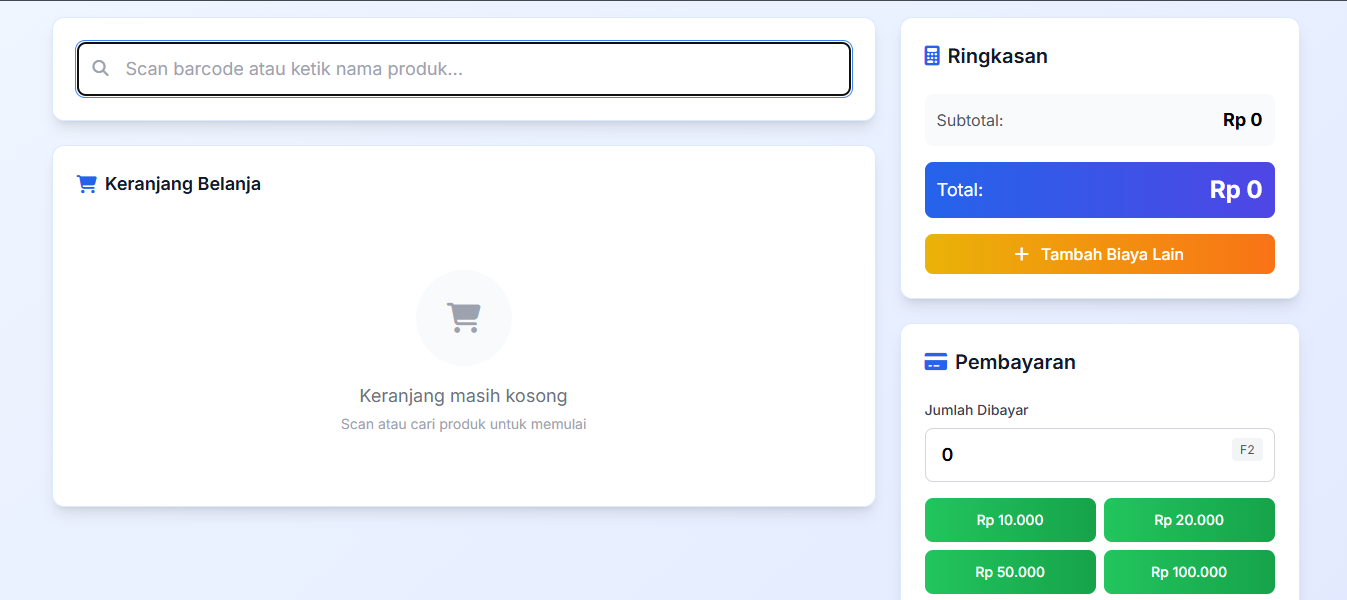 Scan barcode atau ketik nama produk...
Keranjang Belanja
Keranjang masih kosong
Scan atau cari produk untuk memulai
Ringkasan
Subtotal: Rp 0
Total: Rp 0
+ Tambah Biaya Lain
Pembayaran
Jumlah Dibayar
0 F2
Rp 10.000 Rp 20.000
Rp 50.000 Rp 100.000